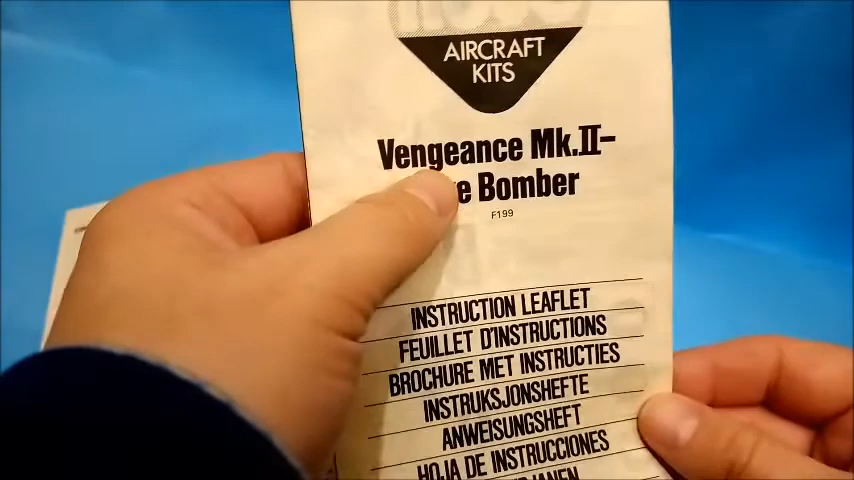 AIRCRAFT
KITS
Vengeance Mk.II-
e Bomber
F199
INSTRUCTION LEAFLET
FEUILLET D'INSTRUCTIONS
BROCHURE MET INSTRUCTIES
INSTRUKSJONSHEFTE
ANWEISUNGSHEFT
HOJA DE INSTRUCCIONES